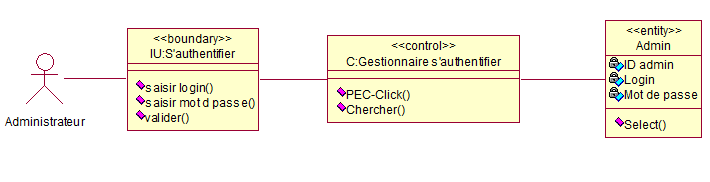 Administrateur
<<boundary>>
IU:S'authentifier
saisir login()
saisir mot d passe()
valider()
<<control>>
C:Gestionnaire s'authentifier
PEC-Click()
Chercher()
<<entity>>
Admin
ID admin
Login
Mot de passe
Select()